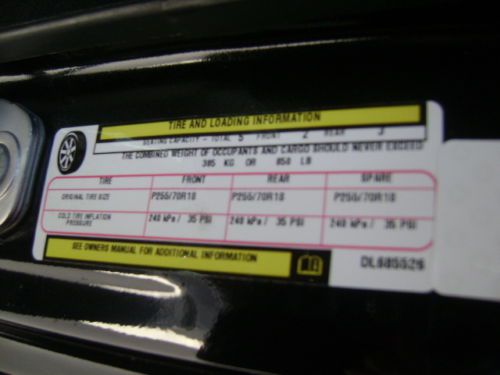 TIRE AND LOADING INFORMATION
SEATING CAPACITY - TOTAL 5 FRONT 2 REAR 3
THE COMBINED WEIGHT OF OCCUPANTS AND CARGO SHOULD NEVER EXCEED
385 KG OR 850 LB
TIRE FRONT REAR SPARE
ORIGINAL TIRE SIZE P255/70R18 P255/70R18 P255/70R18
COLD TIRE INFLATION PRESSURE 240 kPa / 35 PSI 240 kPa / 35 PSI 240 kPa / 35 PSI
SEE OWNERS MANUAL FOR ADDITIONAL INFORMATION